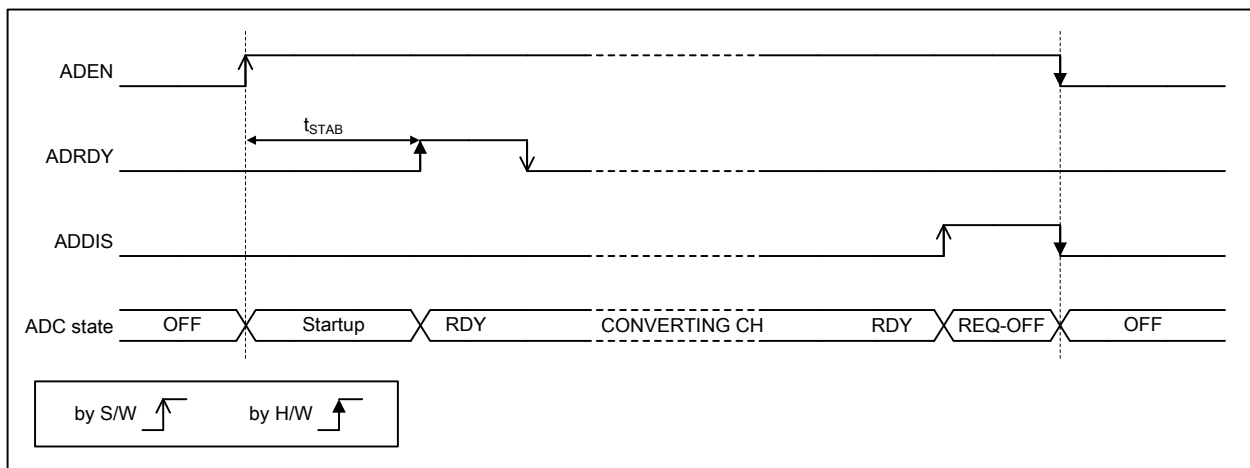 ADEN
tSTAB
ADRDY
ADDIS
ADC state OFF Startup RDY CONVERTING CH RDY REQ-OFF OFF
by S/W by H/W